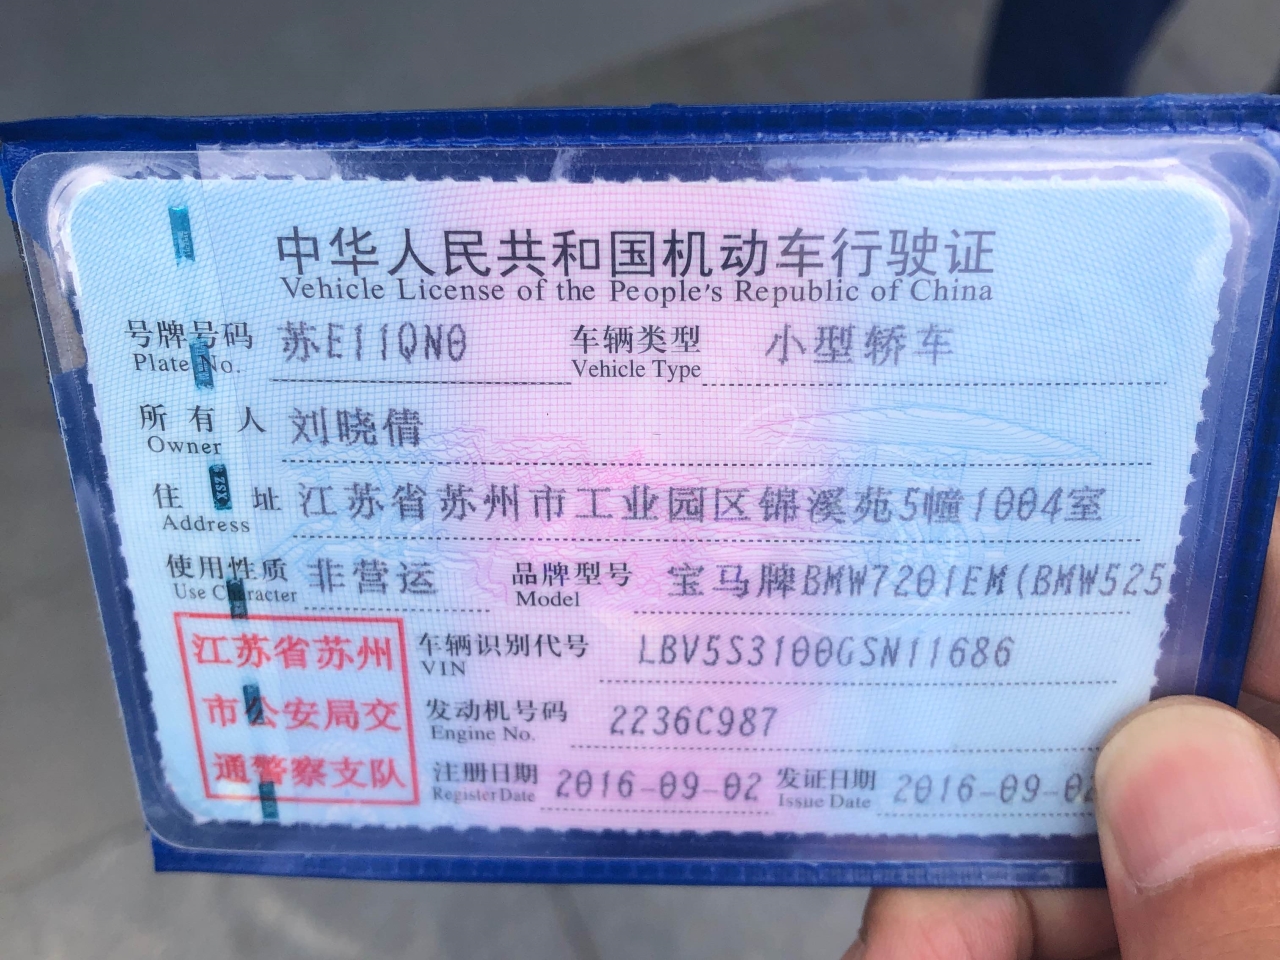 中华人民共和国机动车行驶证
Vehicle License of the People's Republic of China
号牌号码 苏E11QN0 车辆类型 小型轿车
Plate No. Vehicle Type
所有人 刘晓倩
Owner
住址 江苏省苏州市工业园区锦溪苑5幢1004室
Address
使用性质 非营运 品牌型号 宝马牌BMW7201EM(BMW525
Use Character Model
江苏省苏州
市公安局交
通警察支队
车辆识别代号 LBV5S3100GSN11686
VIN
发动机号码 2236C987
Engine No.
注册日期 2016-09-02 发证日期 2016-09-02
Register Date Issue Date